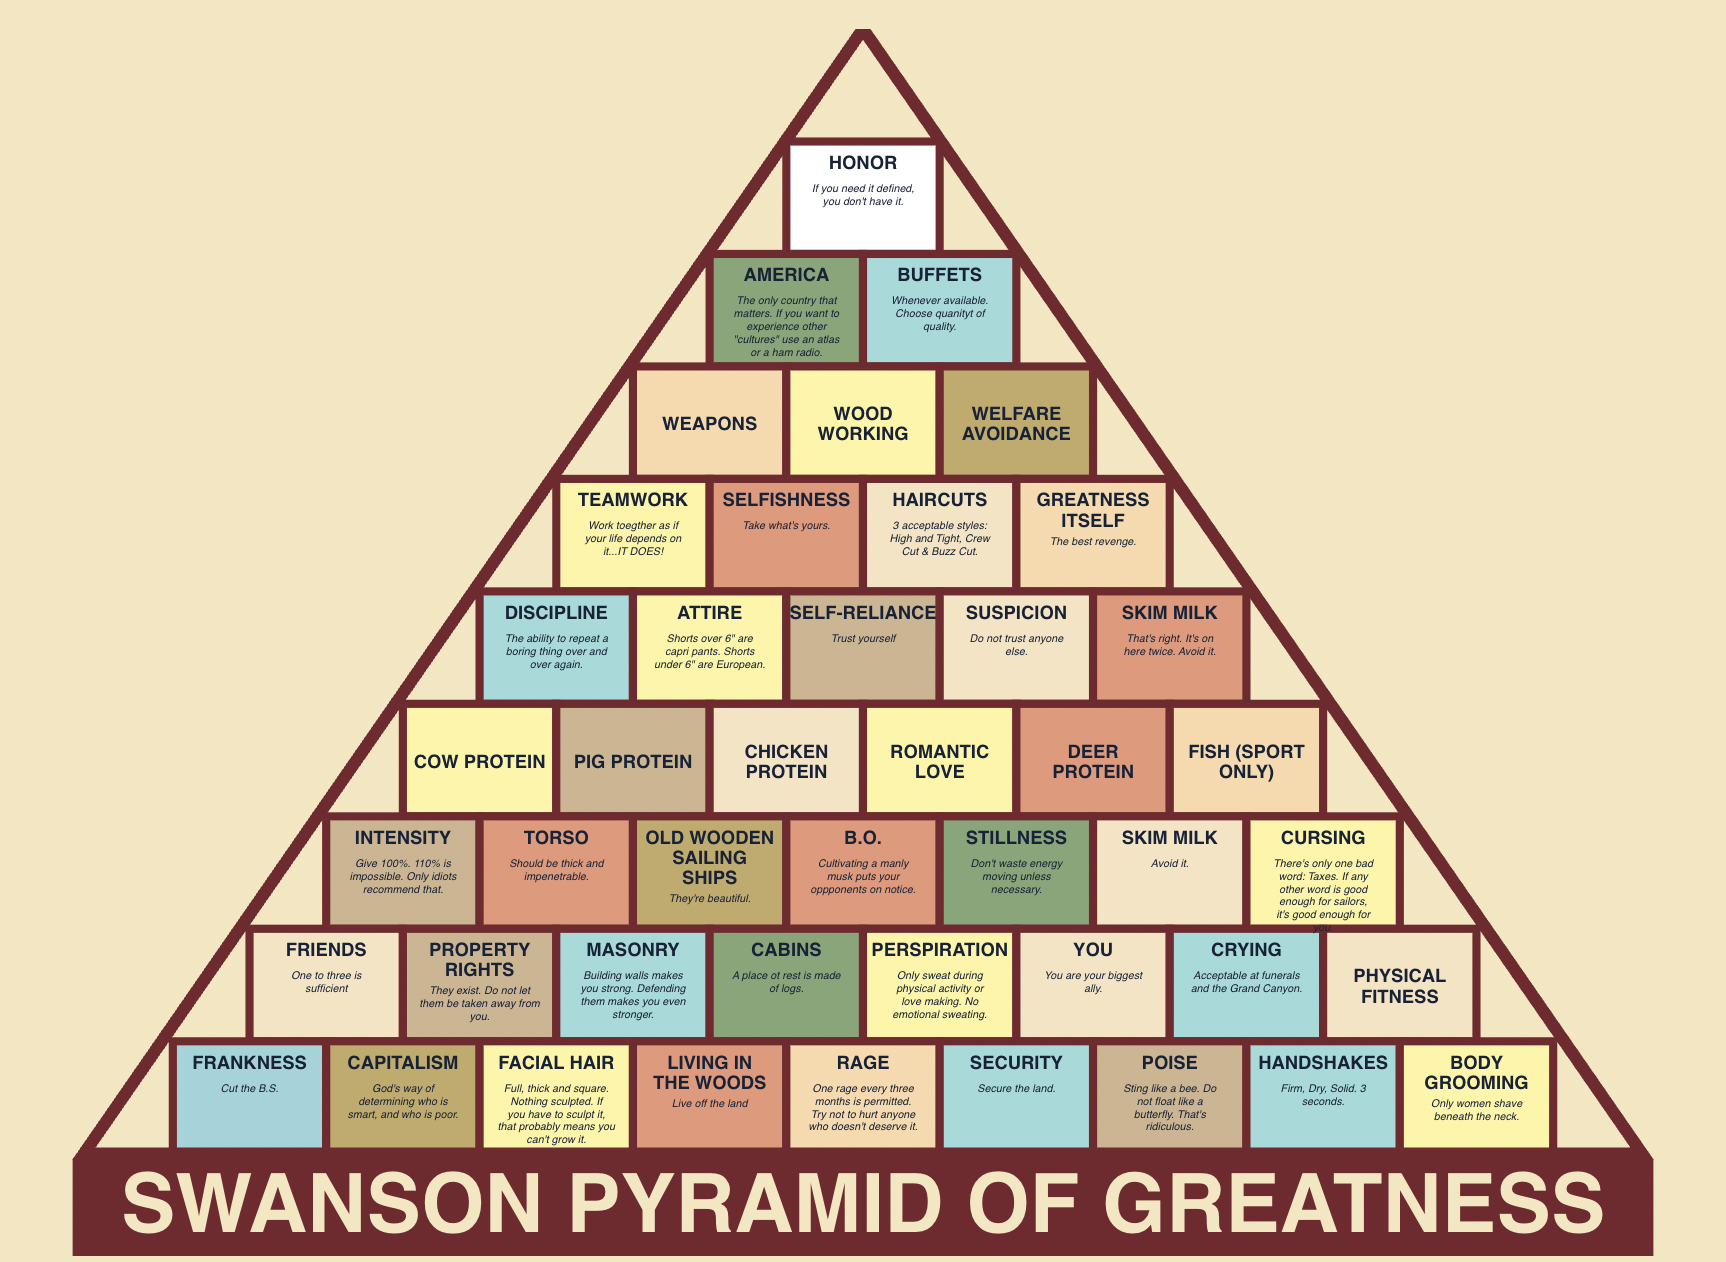 HONOR
If you need it defined,
you don't have it.
AMERICA
The only country that
matters. If you want to
experience other
"cultures" use an atlas
or a ham radio.
BUFFETS
Whenever available.
Choose quanityt of
quality.
WEAPONS
WOOD
WORKING
WELFARE
AVOIDANCE
TEAMWORK
Work toegther as if
your life depends on
it...IT DOES!
SELFISHNESS
Take what's yours.
HAIRCUTS
3 acceptable styles:
High and Tight, Crew
Cut & Buzz Cut.
GREATNESS
ITSELF
The best revenge.
DISCIPLINE
The ability to repeat a
boring thing over and
over again.
ATTIRE
Shorts over 6" are
capri pants. Shorts
under 6" are European.
SELF-RELIANCE
Trust yourself
SUSPICION
Do not trust anyone
else.
SKIM MILK
That's right. It's on
here twice. Avoid it.
COW PROTEIN
PIG PROTEIN
CHICKEN
PROTEIN
ROMANTIC
LOVE
DEER
PROTEIN
FISH (SPORT
ONLY)
INTENSITY
Give 100%. 110% is
impossible. Only idiots
recommend that.
TORSO
Should be thick and
impenetrable.
OLD WOODEN
SAILING
SHIPS
They're beautiful.
B.O.
Cultivating a manly
musk puts your
oppponents on notice.
STILLNESS
Don't waste energy
moving unless
necessary.
SKIM MILK
Avoid it.
CURSING
There's only one bad
word: Taxes. If any
other word is good
enough for sailors,
it's good enough for
you.
FRIENDS
One to three is
sufficient
PROPERTY
RIGHTS
They exist. Do not let
them be taken away from
you.
MASONRY
Building walls makes
you strong. Defending
them makes you even
stronger.
CABINS
A place ot rest is made
of logs.
PERSPIRATION
Only sweat during
physical activity or
love making. No
emotional sweating.
YOU
You are your biggest
ally.
CRYING
Acceptable at funerals
and the Grand Canyon.
PHYSICAL
FITNESS
FRANKNESS
Cut the B.S.
CAPITALISM
God's way of
determining who is
smart, and who is poor.
FACIAL HAIR
Full, thick and square.
Nothing sculpted. If
you have to sculpt it,
that probably means you
can't grow it.
LIVING IN
THE WOODS
Live off the land
RAGE
One rage every three
months is permitted.
Try not to hurt anyone
who doesn't deserve it.
SECURITY
Secure the land.
POISE
Sting like a bee. Do
not float like a
butterfly. That's
ridiculous.
HANDSHAKES
Firm, Dry, Solid. 3
seconds.
BODY
GROOMING
Only women shave
beneath the neck.
SWANSON PYRAMID OF GREATNESS